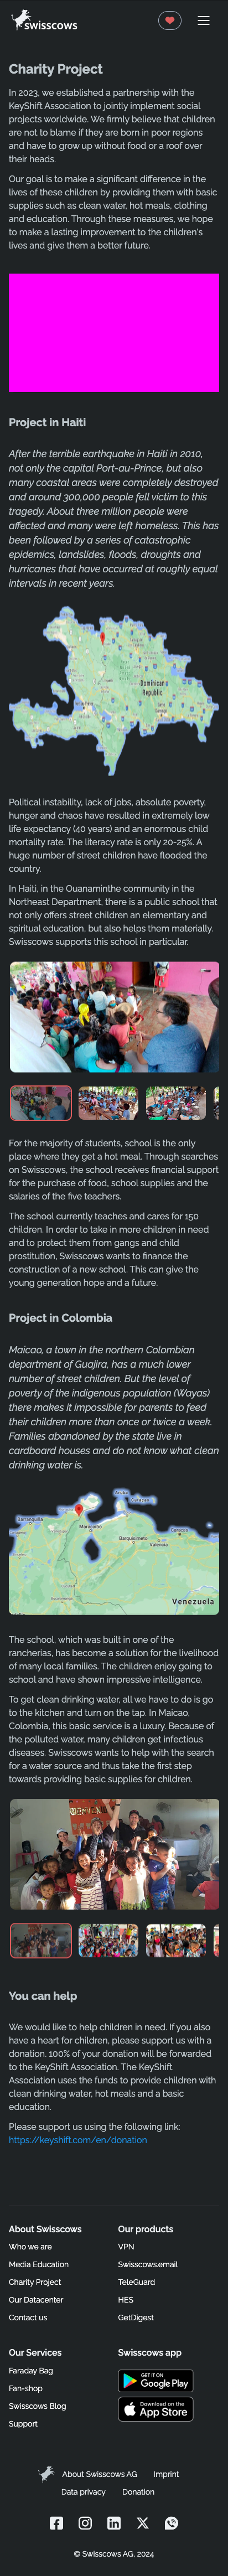 swisscows
Charity Project
In 2023, we established a partnership with the
KeyShift Association to jointly implement social
projects worldwide. We firmly believe that children
are not to blame if they are born in poor regions
and have to grow up without food or a roof over
their heads.
Our goal is to make a significant difference in the
lives of these children by providing them with basic
supplies such as clean water, hot meals, clothing
and education. Through these measures, we hope
to make a lasting improvement to the children's
lives and give them a better future.
Project in Haiti
After the terrible earthquake in Haiti in 2010,
not only the capital Port-au-Prince, but also
many coastal areas were completely destroyed
and around 300,000 people fell victim to this
tragedy. About three million people were
affected and many were left homeless. This has
been followed by a series of catastrophic
epidemics, landslides, floods, droughts and
hurricanes that have occurred at roughly equal
intervals in recent years.
Dominican
Republic
Political instability, lack of jobs, absolute poverty,
hunger and chaos have resulted in extremely low
life expectancy (40 years) and an enormous child
mortality rate. The literacy rate is only 20-25%. A
huge number of street children have flooded the
country.
In Haiti, in the Ouanaminthe community in the
Northeast Department, there is a public school that
not only offers street children an elementary and
spiritual education, but also helps them materially.
Swisscows supports this school in particular.
For the majority of students, school is the only
place where they get a hot meal. Through searches
on Swisscows, the school receives financial support
for the purchase of food, school supplies and the
salaries of the five teachers.
The school currently teaches and cares for 150
children. In order to take in more children in need
and to protect them from gangs and child
prostitution, Swisscows wants to finance the
construction of a new school. This can give the
young generation hope and a future.
Project in Colombia
Maicao, a town in the northern Colombian
department of Guajira, has a much lower
number of street children. But the level of
poverty of the indigenous population (Wayas)
there makes it impossible for parents to feed
their children more than once or twice a week.
Families abandoned by the state live in
cardboard houses and do not know what clean
drinking water is.
Aruba
Curaçao
Barranquilla
Maracaibo
Caracas
Barquisimeto
Valencia
Venezuela
The school, which was built in one of the
rancherias, has become a solution for the livelihood
of many local families. The children enjoy going to
school and have shown impressive intelligence.
To get clean drinking water, all we have to do is go
to the kitchen and turn on the tap. In Maicao,
Colombia, this basic service is a luxury. Because of
the polluted water, many children get infectious
diseases. Swisscows wants to help with the search
for a water source and thus take the first step
towards providing basic supplies for children.
You can help
We would like to help children in need. If you also
have a heart for children, please support us with a
donation. 100% of your donation will be forwarded
to the KeyShift Association. The KeyShift
Association uses the funds to provide children with
clean drinking water, hot meals and a basic
education.
Please support us using the following link:
https://keyshift.com/en/donation
About Swisscows
Who we are
Media Education
Charity Project
Our Datacenter
Contact us
Our products
VPN
Swisscows.email
TeleGuard
HES
GetDigest
Our Services
Faraday Bag
Fan-shop
Swisscows Blog
Support
Swisscows app
GET IT ON
Google Play
Download on the
App Store
About Swisscows AG
Imprint
Data privacy
Donation
© Swisscows AG, 2024